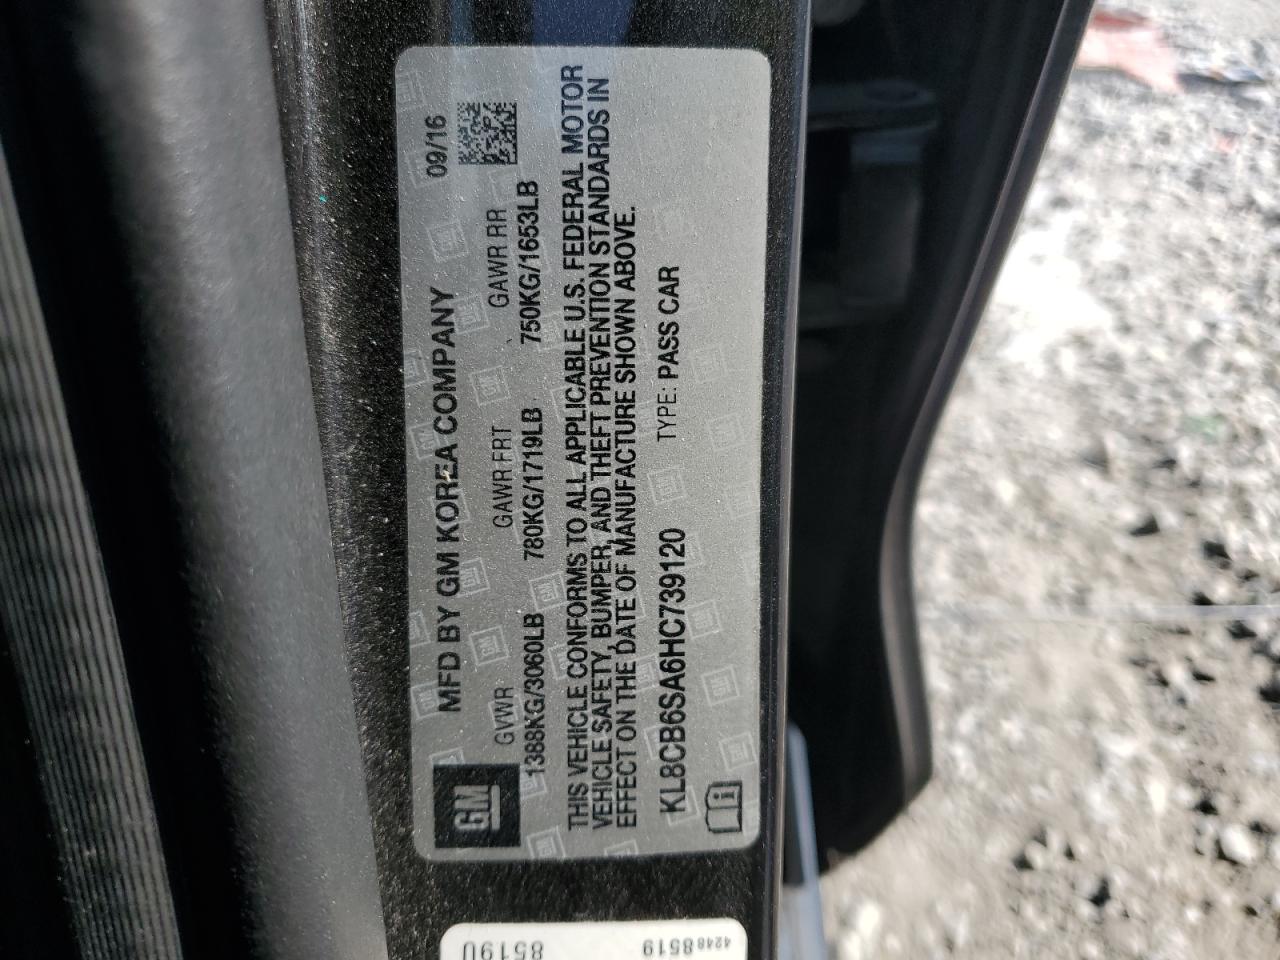 MFD BY GM KOREA COMPANY 09/16
GM
GVWR GAWR FRT GAWR RR
1388KG/3060LB 780KG/1719LB 750KG/1653LB
THIS VEHICLE CONFORMS TO ALL APPLICABLE U.S. FEDERAL MOTOR
VEHICLE SAFETY, BUMPER, AND THEFT PREVENTION STANDARDS IN
EFFECT ON THE DATE OF MANUFACTURE SHOWN ABOVE.
KL8CB6SA6HC739120 TYPE: PASS CAR
42488519
8519U